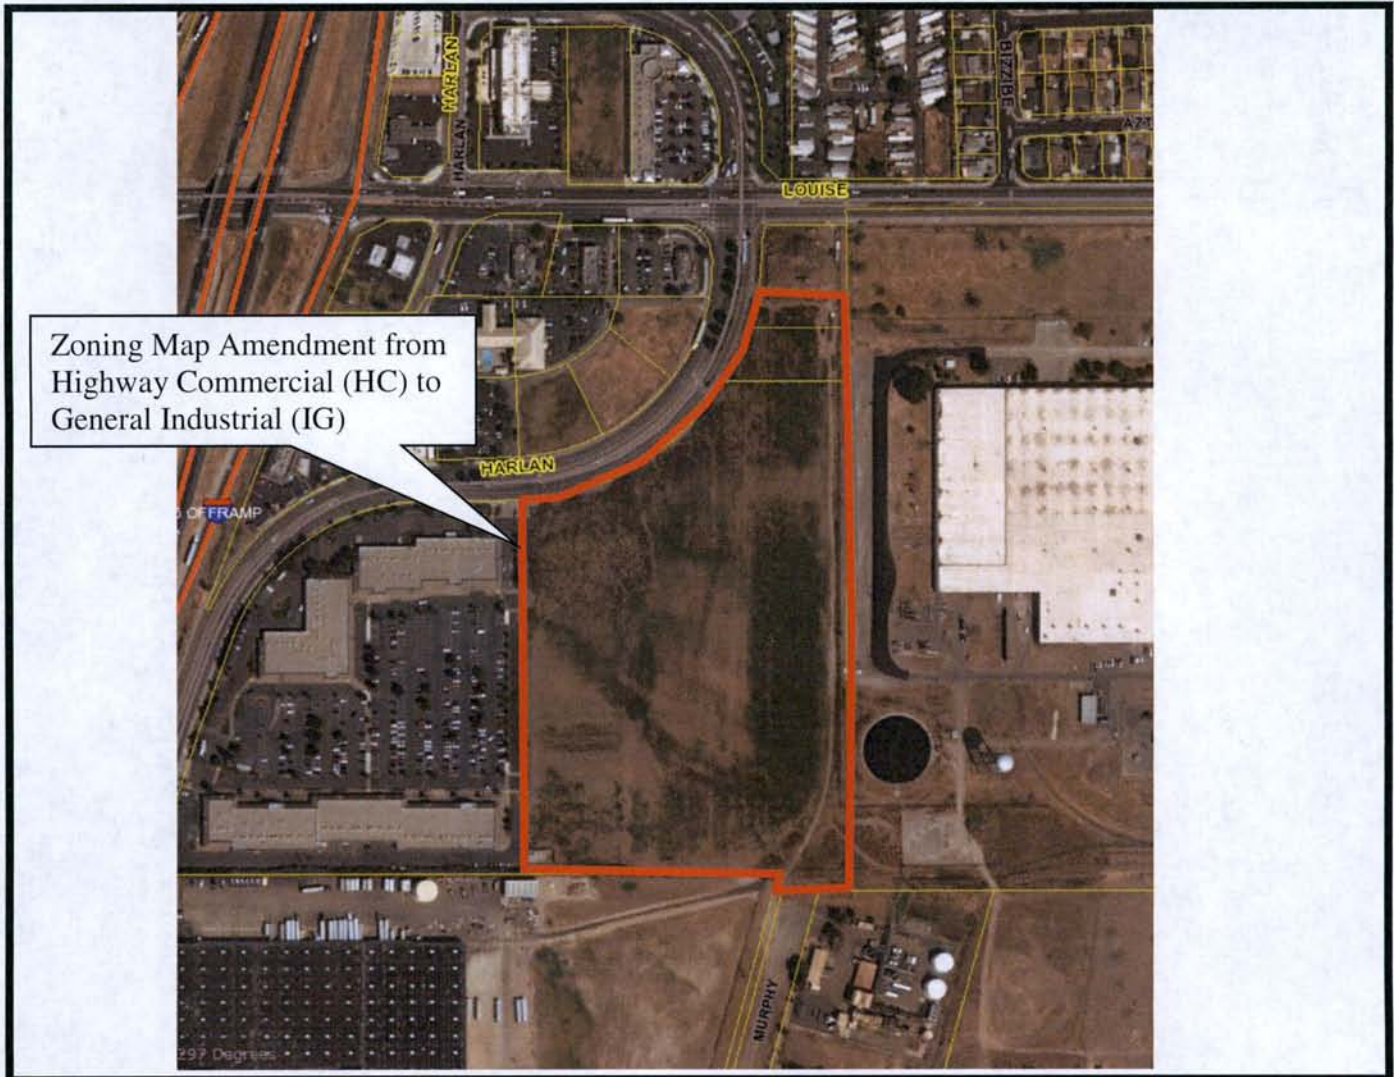 HARLAN
HARLAN
LOUISE
Zoning Map Amendment from
Highway Commercial (HC) to
General Industrial (IG)
HARLAN
OFFRAMP
MURPHY
297 Degrees